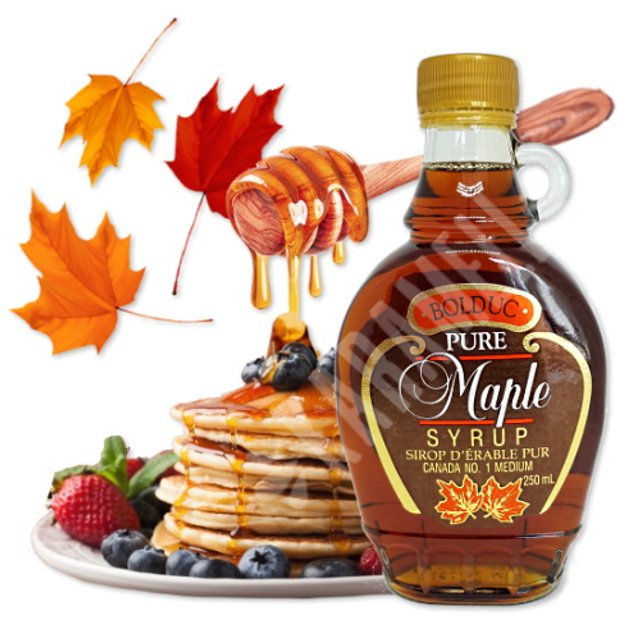 BOLDUC
PURE
Maple
SYRUP
SIROP D'ÉRABLE PUR
CANADA NO. 1 MEDIUM
250 mL